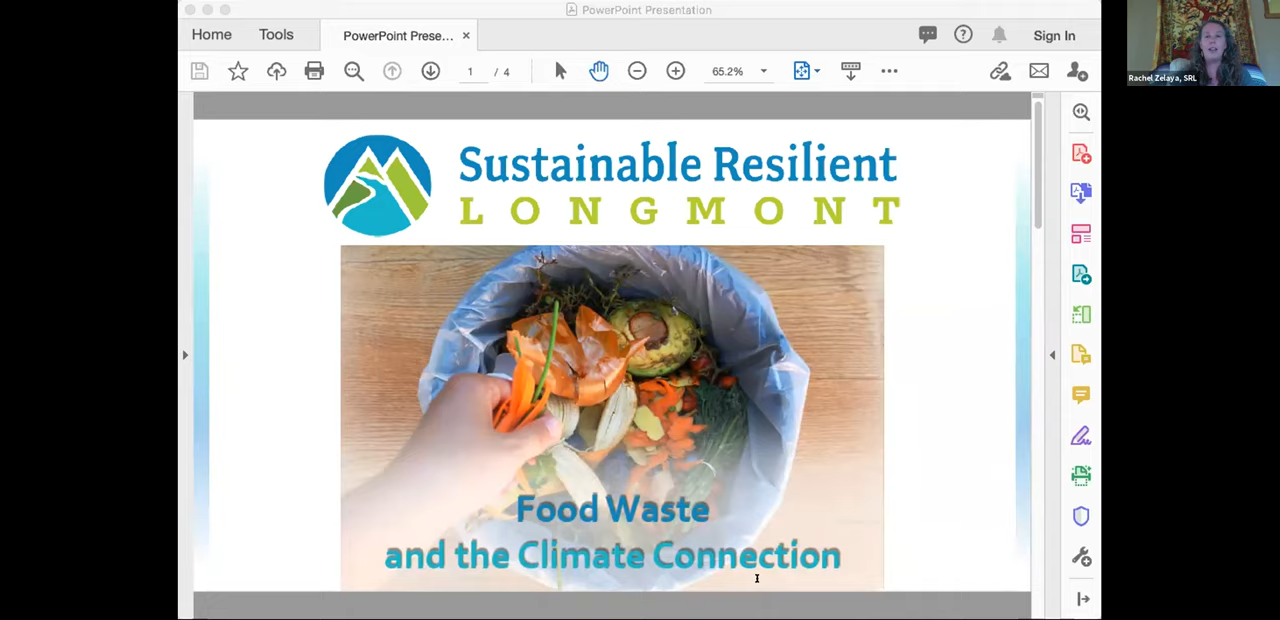 PowerPoint Presentation
Home
Tools
PowerPoint Prese... ×
Sign In
1 / 4
65.2%
Rachel Zelaya, SRL
Sustainable Resilient
LONGMONT
Food Waste
and the Climate Connection